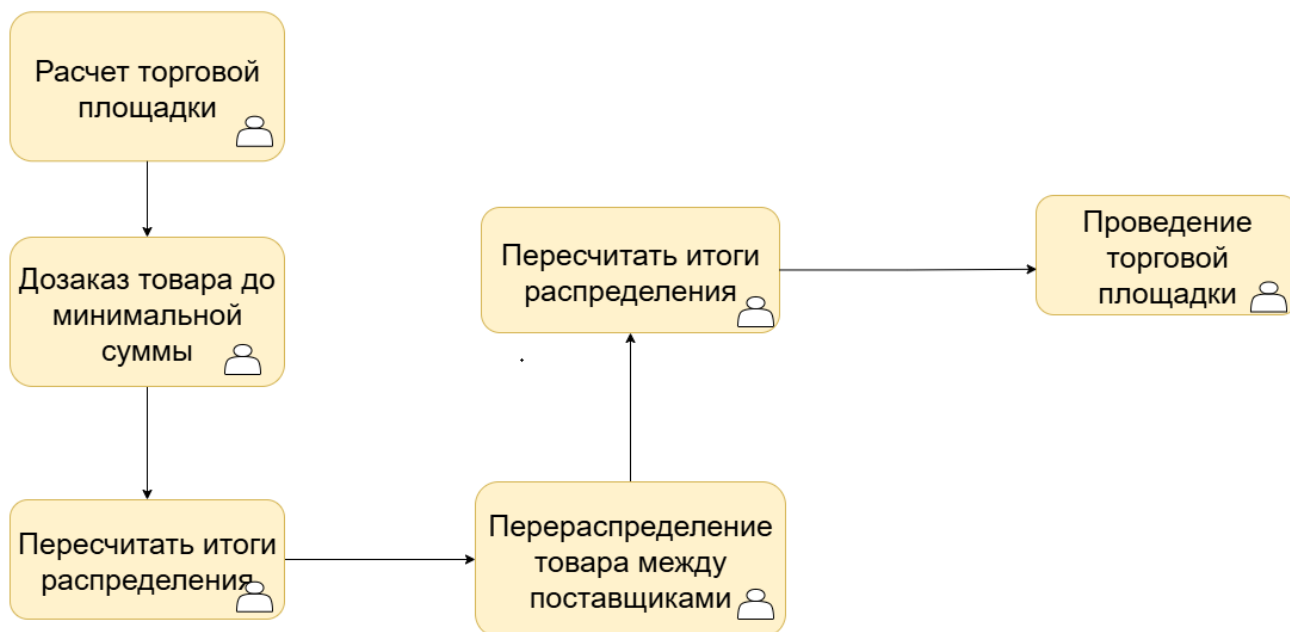 Расчет торговой
площадки
Дозаказ товара до
минимальной
суммы
Пересчитать итоги
распределения
Перераспределение
товара между
поставщиками
Пересчитать итоги
распределения
Проведение
торговой
площадки